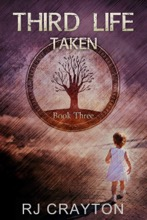 THIRD LIFE
TAKEN
Book Three
RJ CRAYTON